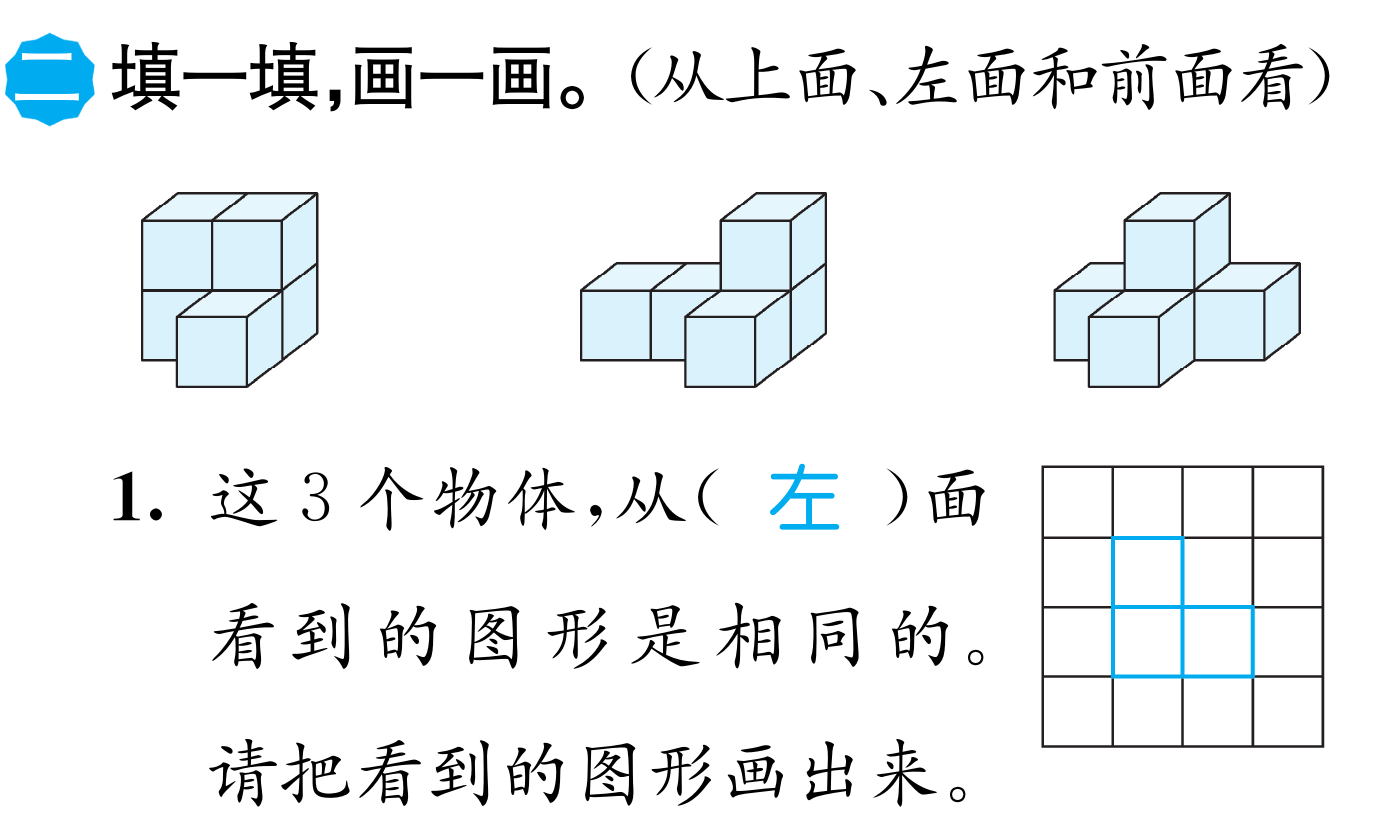 二 填一填,画一画。(从上面、左面和前面看)
1. 这 3 个物体,从( 左 )面
看到的图形是相同的。
请把看到的图形画出来。